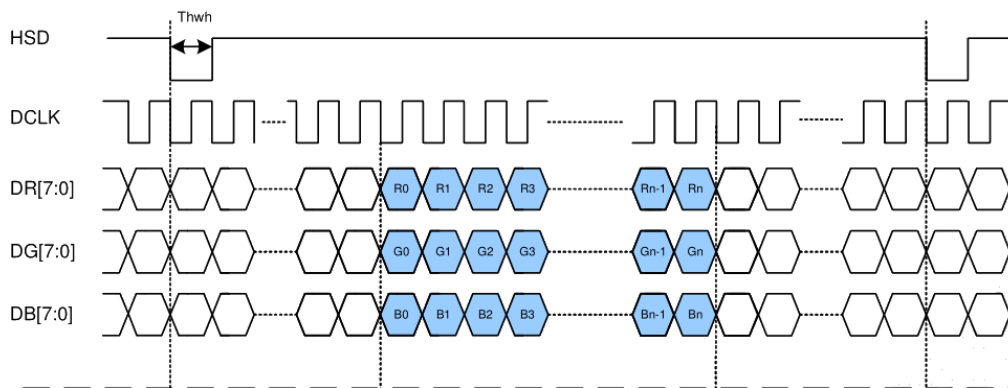 Thwh
HSD
DCLK
DR[7:0] R0 R1 R2 R3 Rn-1 Rn
DG[7:0] G0 G1 G2 G3 Gn-1 Gn
DB[7:0] B0 B1 B2 B3 Bn-1 Bn